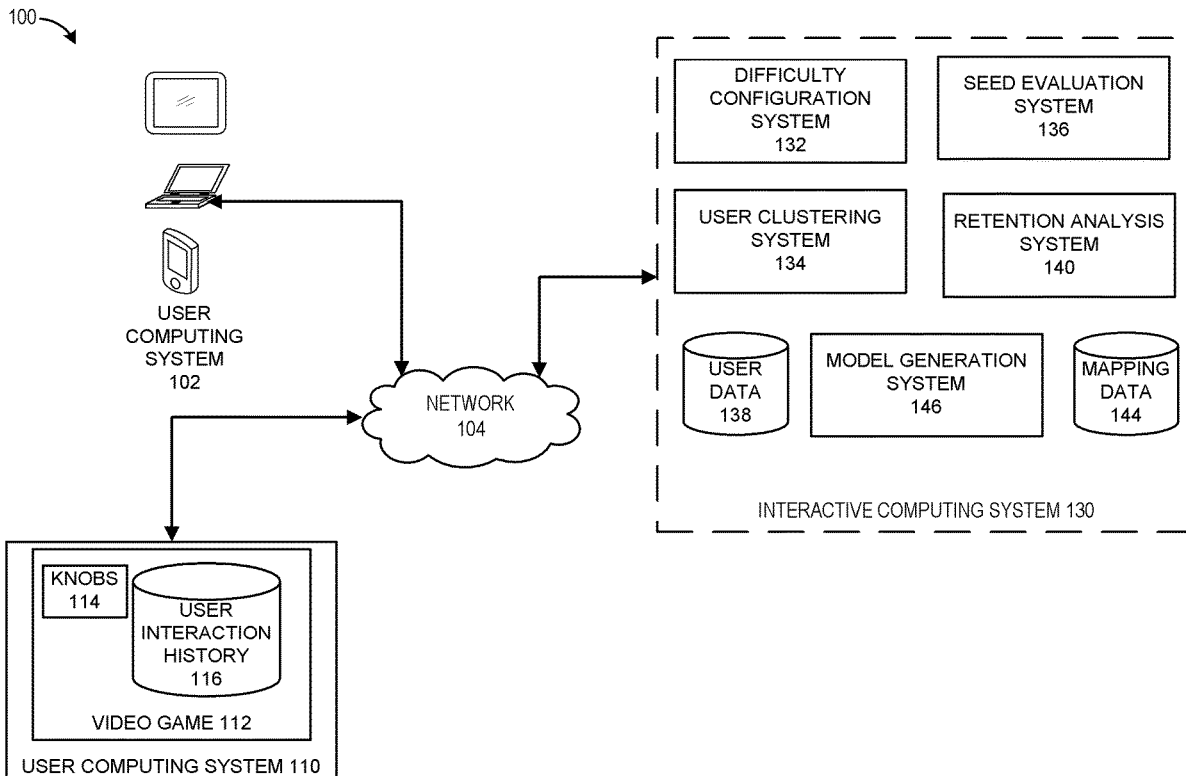 100
DIFFICULTY
CONFIGURATION
SYSTEM
132
SEED EVALUATION
SYSTEM
136
USER CLUSTERING
SYSTEM
134
RETENTION ANALYSIS
SYSTEM
140
USER
COMPUTING
SYSTEM
102
USER
DATA
138
MODEL GENERATION
SYSTEM
146
MAPPING
DATA
144
NETWORK
104
INTERACTIVE COMPUTING SYSTEM 130
KNOBS
114
USER
INTERACTION
HISTORY
116
VIDEO GAME 112
USER COMPUTING SYSTEM 110